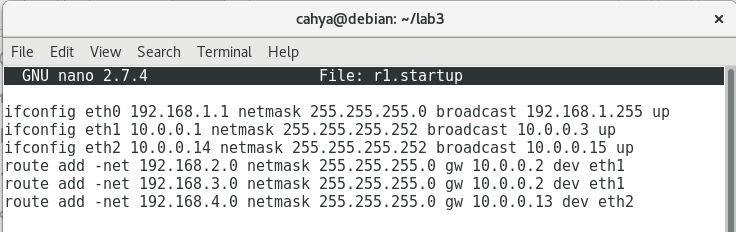 cahya@debian: ~/lab3
File Edit View Search Terminal Help
GNU nano 2.7.4 File: r1.startup
ifconfig eth0 192.168.1.1 netmask 255.255.255.0 broadcast 192.168.1.255 up
ifconfig eth1 10.0.0.1 netmask 255.255.255.252 broadcast 10.0.0.3 up
ifconfig eth2 10.0.0.14 netmask 255.255.255.252 broadcast 10.0.0.15 up
route add -net 192.168.2.0 netmask 255.255.255.0 gw 10.0.0.2 dev eth1
route add -net 192.168.3.0 netmask 255.255.255.0 gw 10.0.0.2 dev eth1
route add -net 192.168.4.0 netmask 255.255.255.0 gw 10.0.0.13 dev eth2